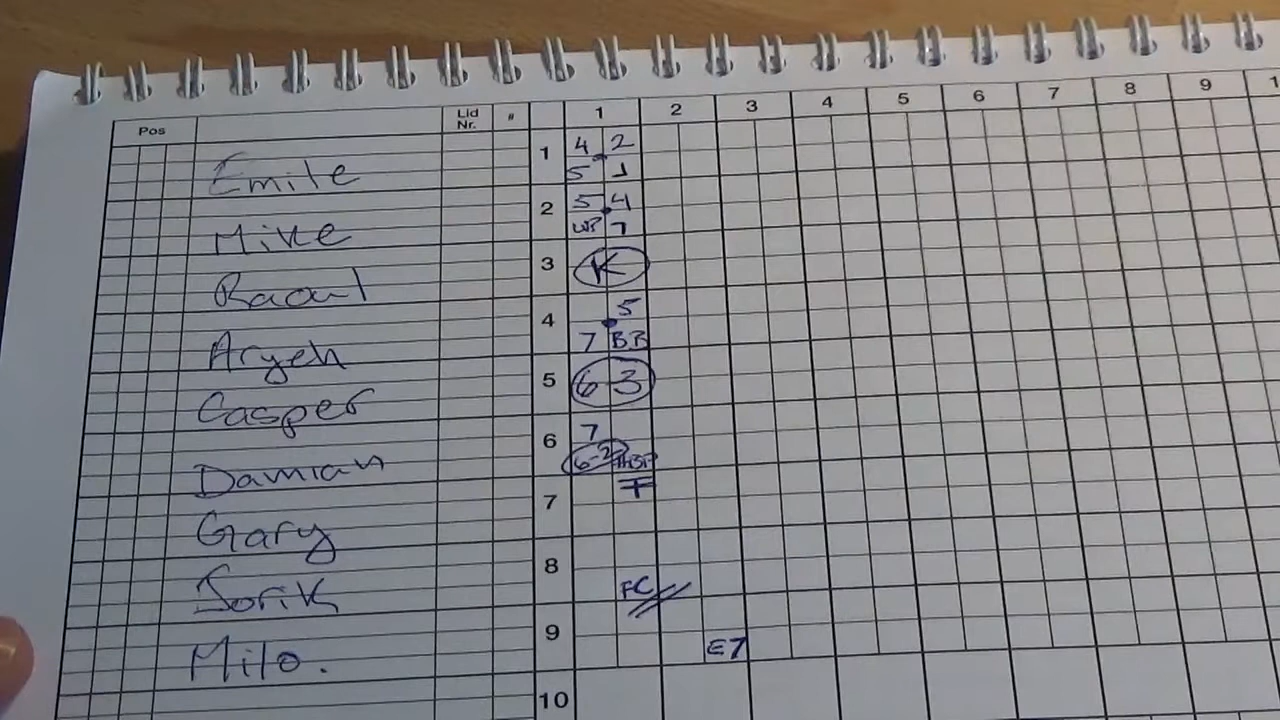 Pos Lid Nr. # 1 2 3 4 5 6 7 8 9 1
Emile 1 4 2
5 1
Mike 2 5 4
WP 7
Raoul 3 K
Aryeh 4 5
7 BB
Casper 5 6-3
Damian 6 7
6-2
Gary 7 T
Jorik 8 FC
Milo. 9 E7
10